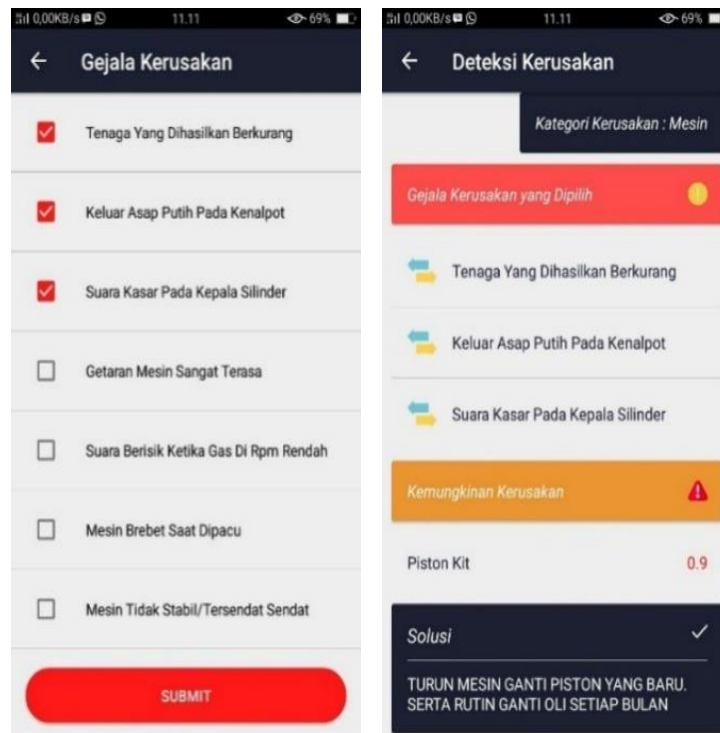 0,00KB/s 11.11 69%
Gejala Kerusakan
Tenaga Yang Dihasilkan Berkurang
Keluar Asap Putih Pada Kenalpot
Suara Kasar Pada Kepala Silinder
Getaran Mesin Sangat Terasa
Suara Berisik Ketika Gas Di Rpm Rendah
Mesin Brebet Saat Dipacu
Mesin Tidak Stabil/Tersendat Sendat
SUBMIT
0,00KB/s 11.11 69%
Deteksi Kerusakan
Kategori Kerusakan : Mesin
Gejala Kerusakan yang Dipilih
Tenaga Yang Dihasilkan Berkurang
Keluar Asap Putih Pada Kenalpot
Suara Kasar Pada Kepala Silinder
Kemungkinan Kerusakan
Piston Kit 0.9
Solusi
TURUN MESIN GANTI PISTON YANG BARU.
SERTA RUTIN GANTI OLI SETIAP BULAN